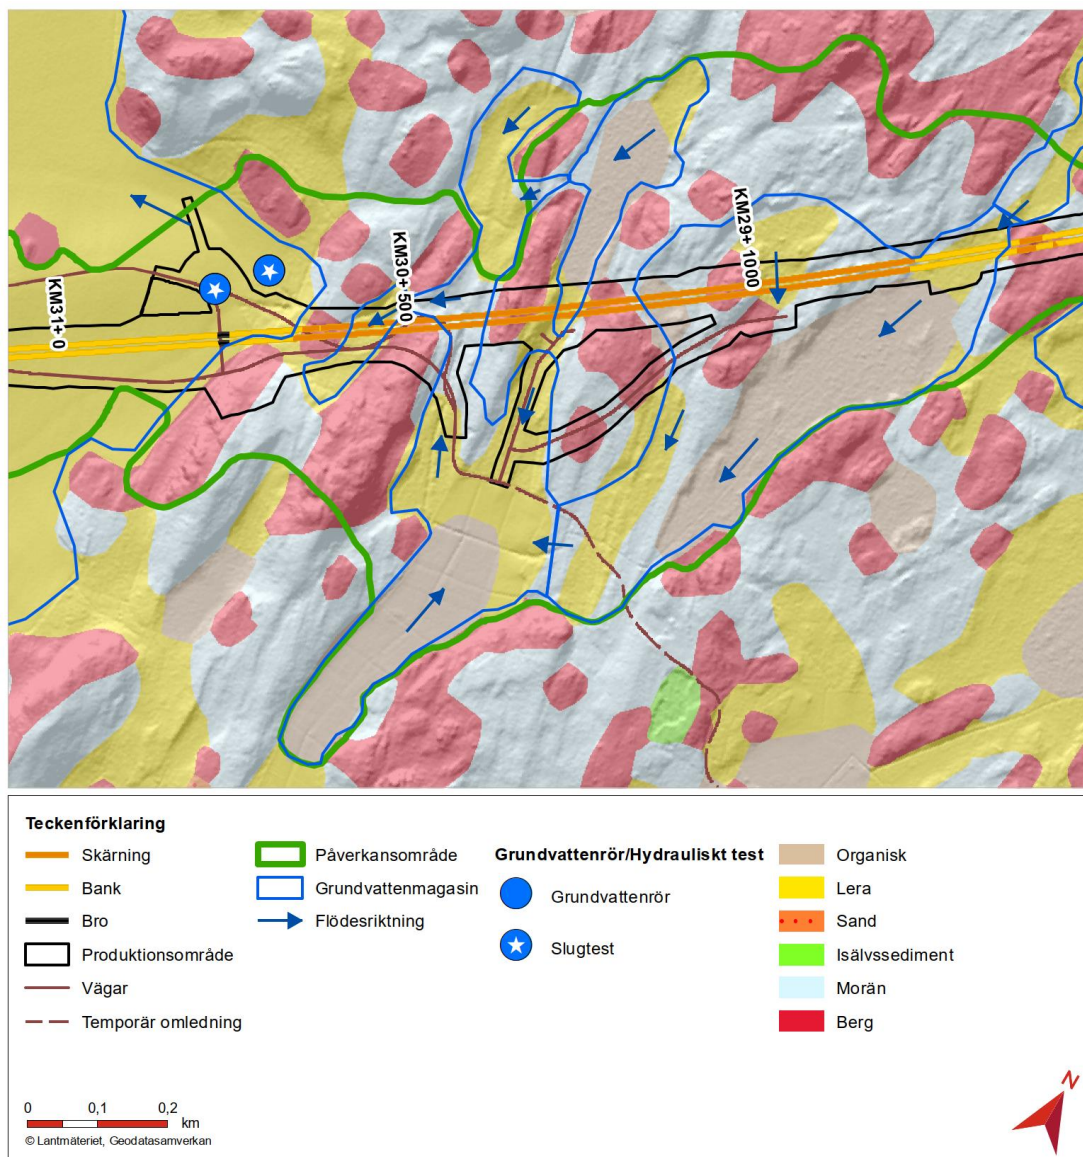 KM31+ 0
KM30+ 500
KM29+ 1000
Teckenförklaring
Skärning
Bank
Bro
Produktionsområde
Vägar
Temporär omledning
Påverkansområde
Grundvattenmagasin
Flödesriktning
Grundvattenrör/Hydrauliskt test
Grundvattenrör
Slugtest
Organisk
Lera
Sand
Isälvssediment
Morän
Berg
0 0,1 0,2
km
© Lantmäteriet, Geodatasamverkan
N